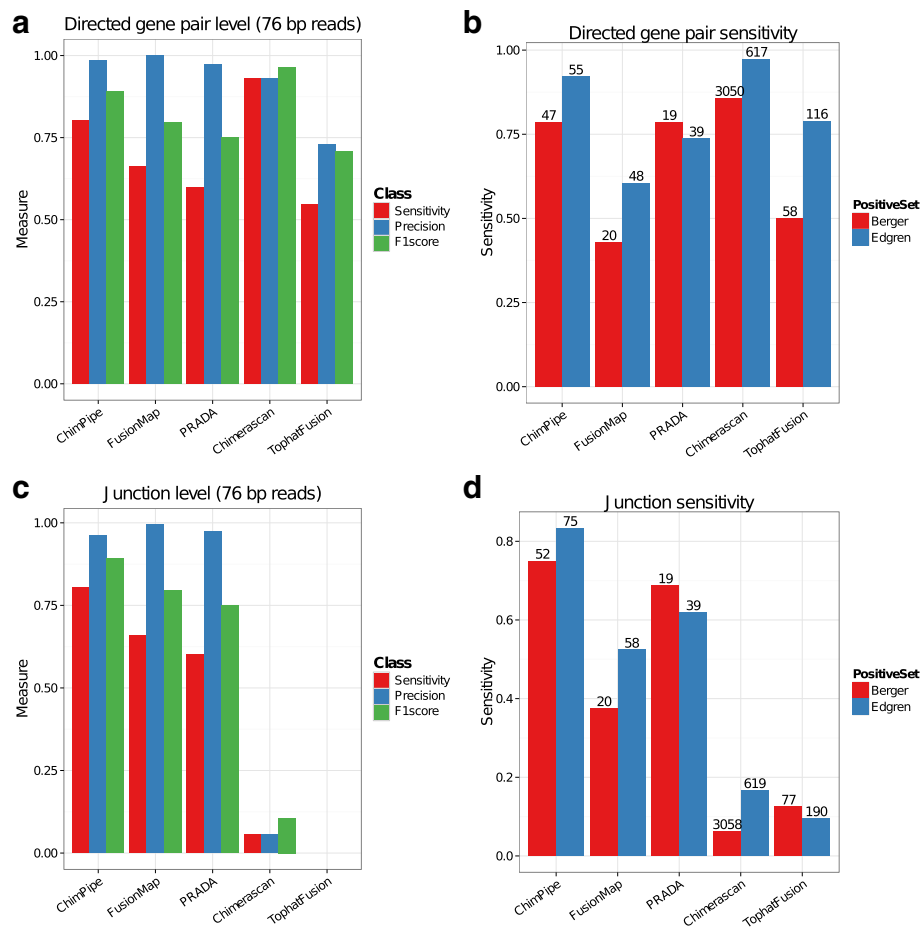 a
Directed gene pair level (76 bp reads)
1.00
0.75
0.50
0.25
0.00
Measure
ChimPipe
FusionMap
PRADA
Chimerascan
TophatFusion
Class
Sensitivity
Precision
F1score
b
Directed gene pair sensitivity
1.00
0.75
0.50
0.25
0.00
Sensitivity
47
55
20
48
19
39
3050
617
58
116
ChimPipe
FusionMap
PRADA
Chimerascan
TophatFusion
PositiveSet
Berger
Edgren
c
Junction level (76 bp reads)
1.00
0.75
0.50
0.25
0.00
Measure
ChimPipe
FusionMap
PRADA
Chimerascan
TophatFusion
Class
Sensitivity
Precision
F1score
d
Junction sensitivity
0.8
0.6
0.4
0.2
0.0
Sensitivity
52
75
20
58
19
39
3058
619
77
190
ChimPipe
FusionMap
PRADA
Chimerascan
TophatFusion
PositiveSet
Berger
Edgren